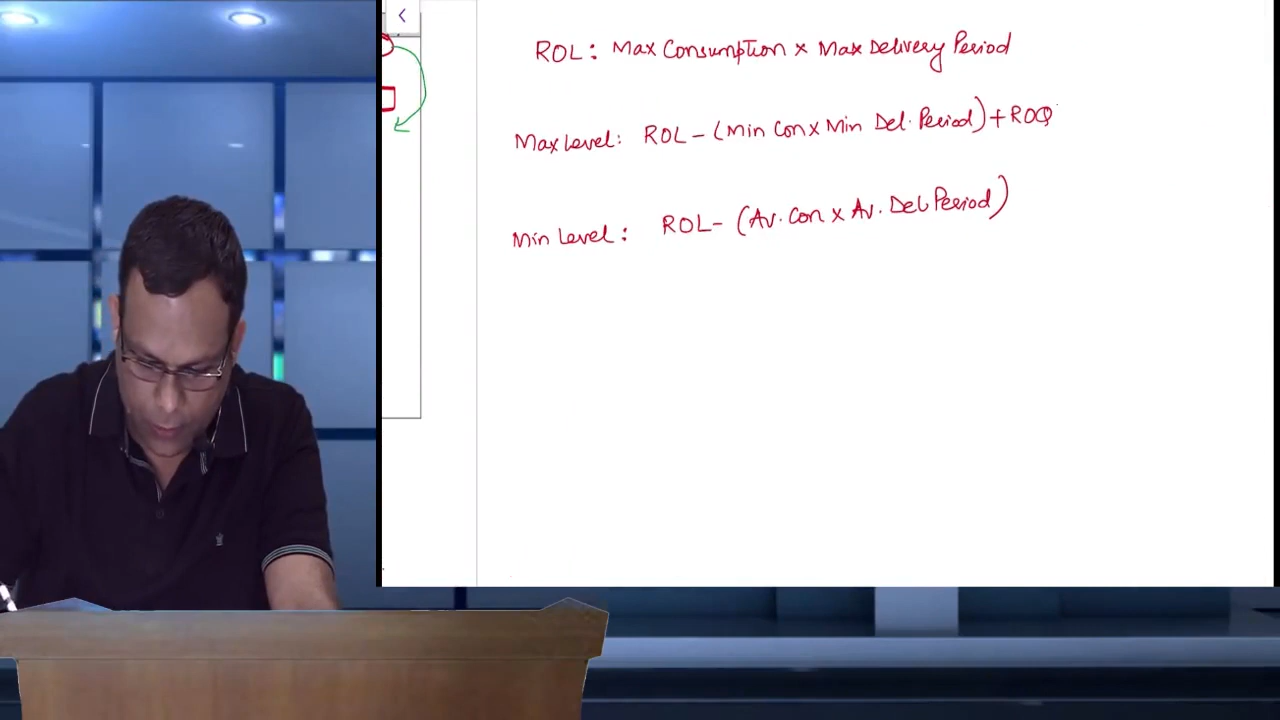 ROL: Max Consumption x Max Delivery Period
Max Level: ROL - (Min Con x Min Del. Period) + ROQ
Min Level: ROL - (Av. Con x Av. Del Period)